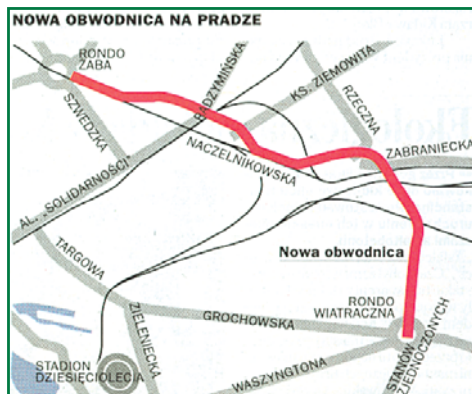 NOWA OBWODNICA NA PRADZE
RONDO
ŻABA
SZWEDZKA
RADZYMIŃSKA
KS. ZIEMOWITA
RZECZNA
ZABRANIECKA
NACZELNIKOWSKA
AL. „SOLIDARNOŚCI”
TARGOWA
Nowa obwodnica
RONDO
WIATRACZNA
ZIELENIECKA
GROCHOWSKA
STADION
DZIESIĘCIOLECIA
WASZYNGTONA
STANÓW
ZJEDNOCZONYCH